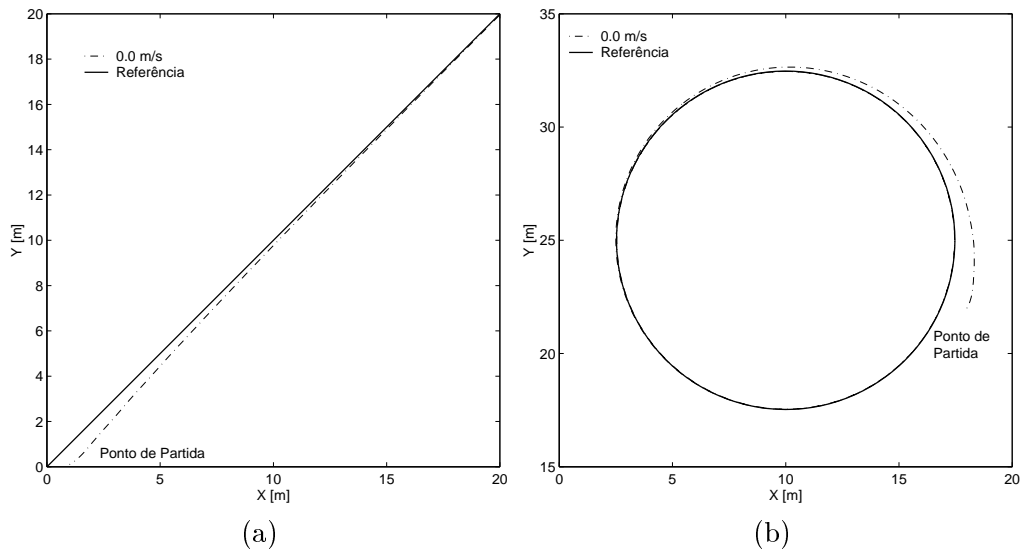 20
18
16
14
12
10
8
6
4
2
0
Y [m]
0.0 m/s
Referência
Ponto de Partida
0
5
10
15
20
X [m]
(a)
35
30
25
20
15
Y [m]
0.0 m/s
Referência
Ponto de
Partida
0
5
10
15
20
X [m]
(b)